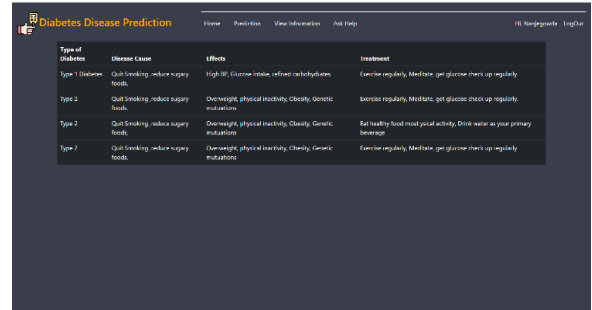 Diabetes Disease Prediction
Home Prediction View Information Ask Help
Hi, Nanjegowda LogOut
Type of
Diabetes Disease Cause Effects Treatment
Type 1 Diabetes Quit Smoking ,reduce sugary High BP, Glucose intake, refined carbohydrates. Exercise regularly, Meditate, get glucose check up regularly.
foods,
Type 2 Quit Smoking ,reduce sugary Overweight, physical inactivity, Obesity, Genetic Exercise regularly, Meditate, get glucose check up regularly.
foods, mutations
Type 2 Quit Smoking ,reduce sugary Overweight, physical inactivity, Obesity, Genetic Eat healthy food most ysical activity, Drink water as your primary
foods, mutations beverage
Type 2 Quit Smoking ,reduce sugary Overweight, physical inactivity, Obesity, Genetic Exercise regularly, Meditate, get glucose check up regularly
foods, mutations